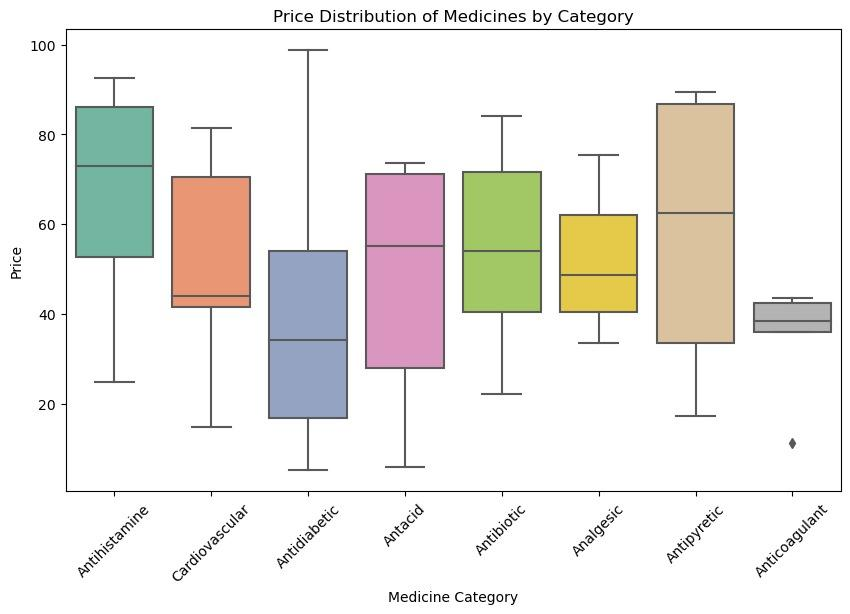 Price Distribution of Medicines by Category
Price
100
80
60
40
20
Antihistamine
Cardiovascular
Antidiabetic
Antacid
Antibiotic
Analgesic
Antipyretic
Anticoagulant
Medicine Category